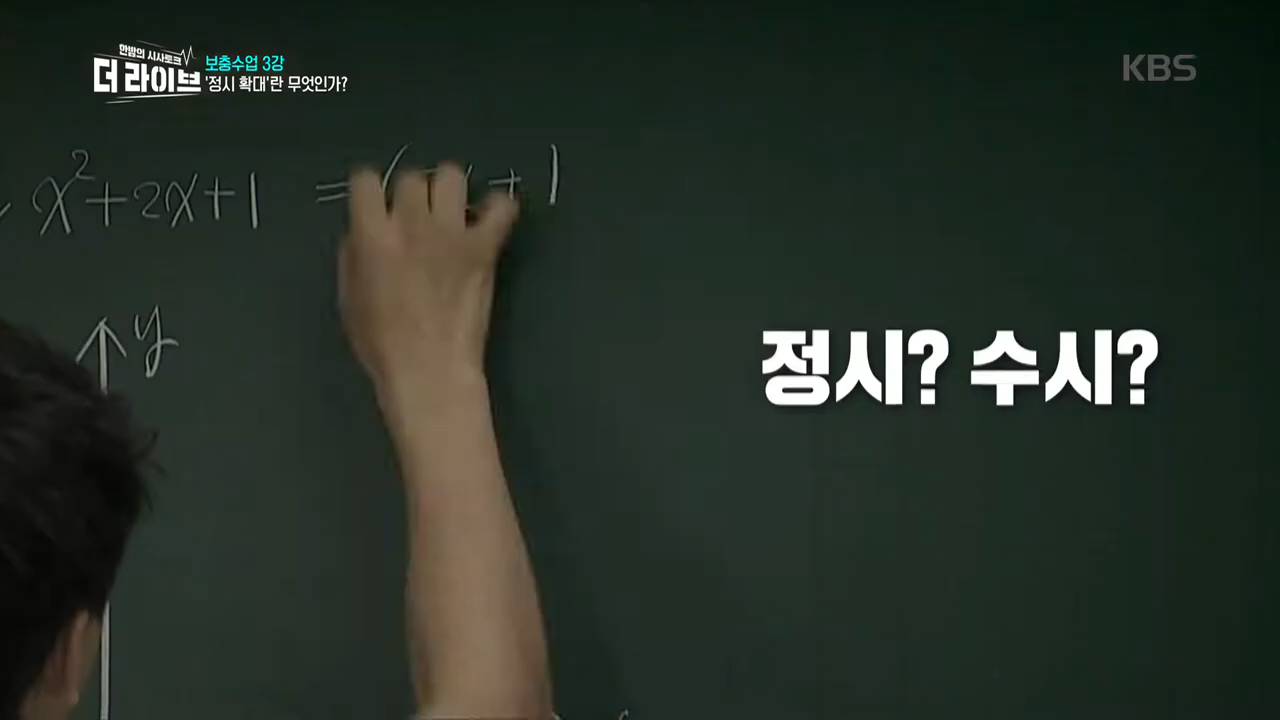 한밤의 시사토크
더 라이브
보충수업 3강
'정시 확대'란 무엇인가?
KBS
x²+2x+1 = ( + 1
y
정시? 수시?